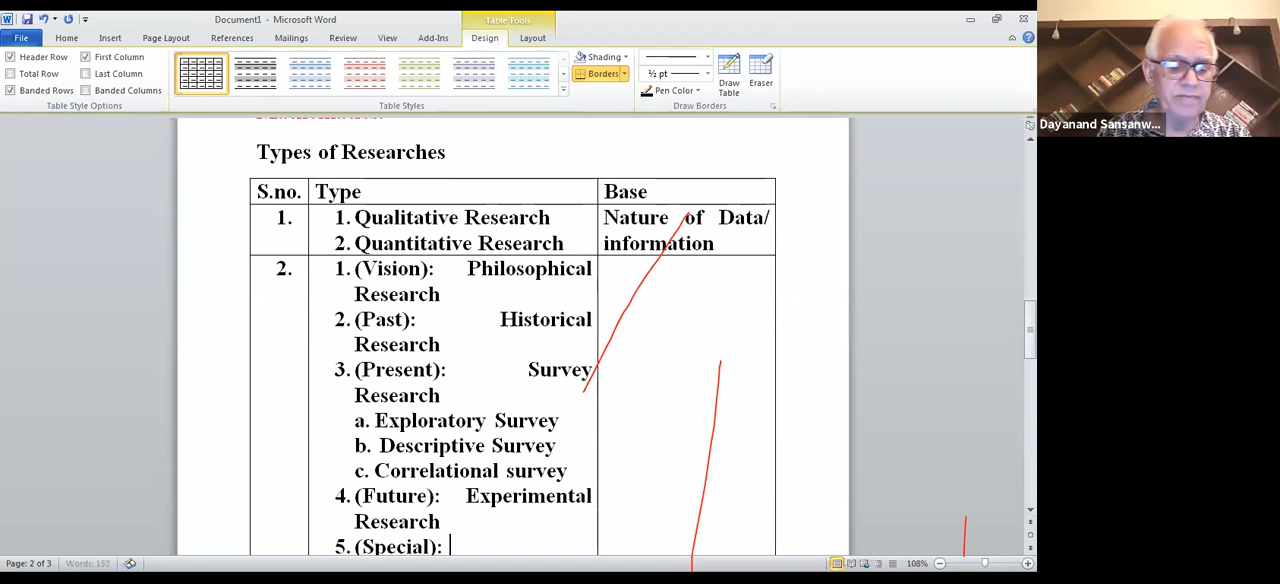 Document1 - Microsoft Word
Table Tools
File Home Insert Page Layout References Mailings Review View Add-Ins Design Layout
Header Row First Column
Total Row Last Column
Banded Rows Banded Columns
Table Style Options
Table Styles
Shading
Borders
½ pt
Pen Color
Draw Table
Eraser
Draw Borders
Dayanand Sansanw...
Types of Researches
S.no. Type Base
1. 1. Qualitative Research Nature of Data/
2. Quantitative Research information
2. 1. (Vision): Philosophical
Research
2. (Past): Historical
Research
3. (Present): Survey
Research
a. Exploratory Survey
b. Descriptive Survey
c. Correlational survey
4. (Future): Experimental
Research
5. (Special):
Page: 2 of 3 Words: 152 108%